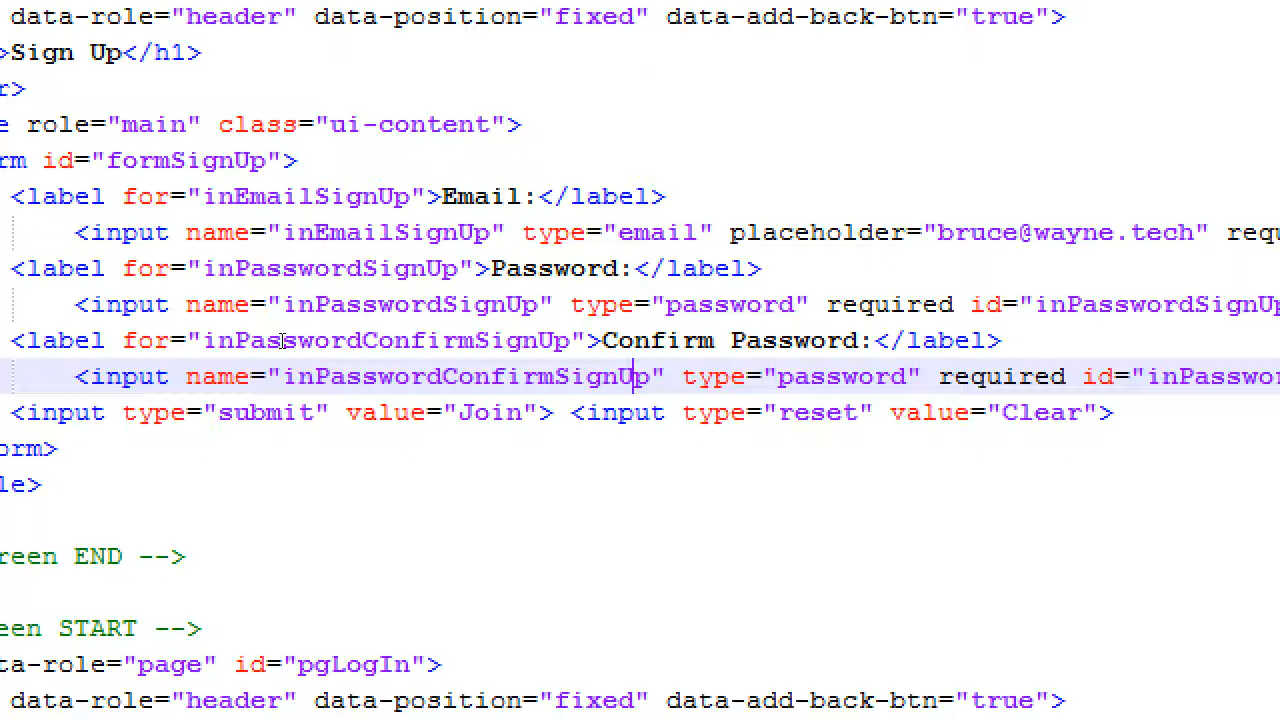 data-role="header" data-position="fixed" data-add-back-btn="true">
>Sign Up</h1>
r>
e role="main" class="ui-content">
rm id="formSignUp">
<label for="inEmailSignUp">Email:</label>
<input name="inEmailSignUp" type="email" placeholder="bruce@wayne.tech" requ
<label for="inPasswordSignUp">Password:</label>
<input name="inPasswordSignUp" type="password" required id="inPasswordSignUp
<label for="inPasswordConfirmSignUp">Confirm Password:</label>
<input name="inPasswordConfirmSignUp" type="password" required id="inPasswor
<input type="submit" value="Join"> <input type="reset" value="Clear">
orm>
le>
reen END -->
een START -->
ta-role="page" id="pgLogIn">
data-role="header" data-position="fixed" data-add-back-btn="true">